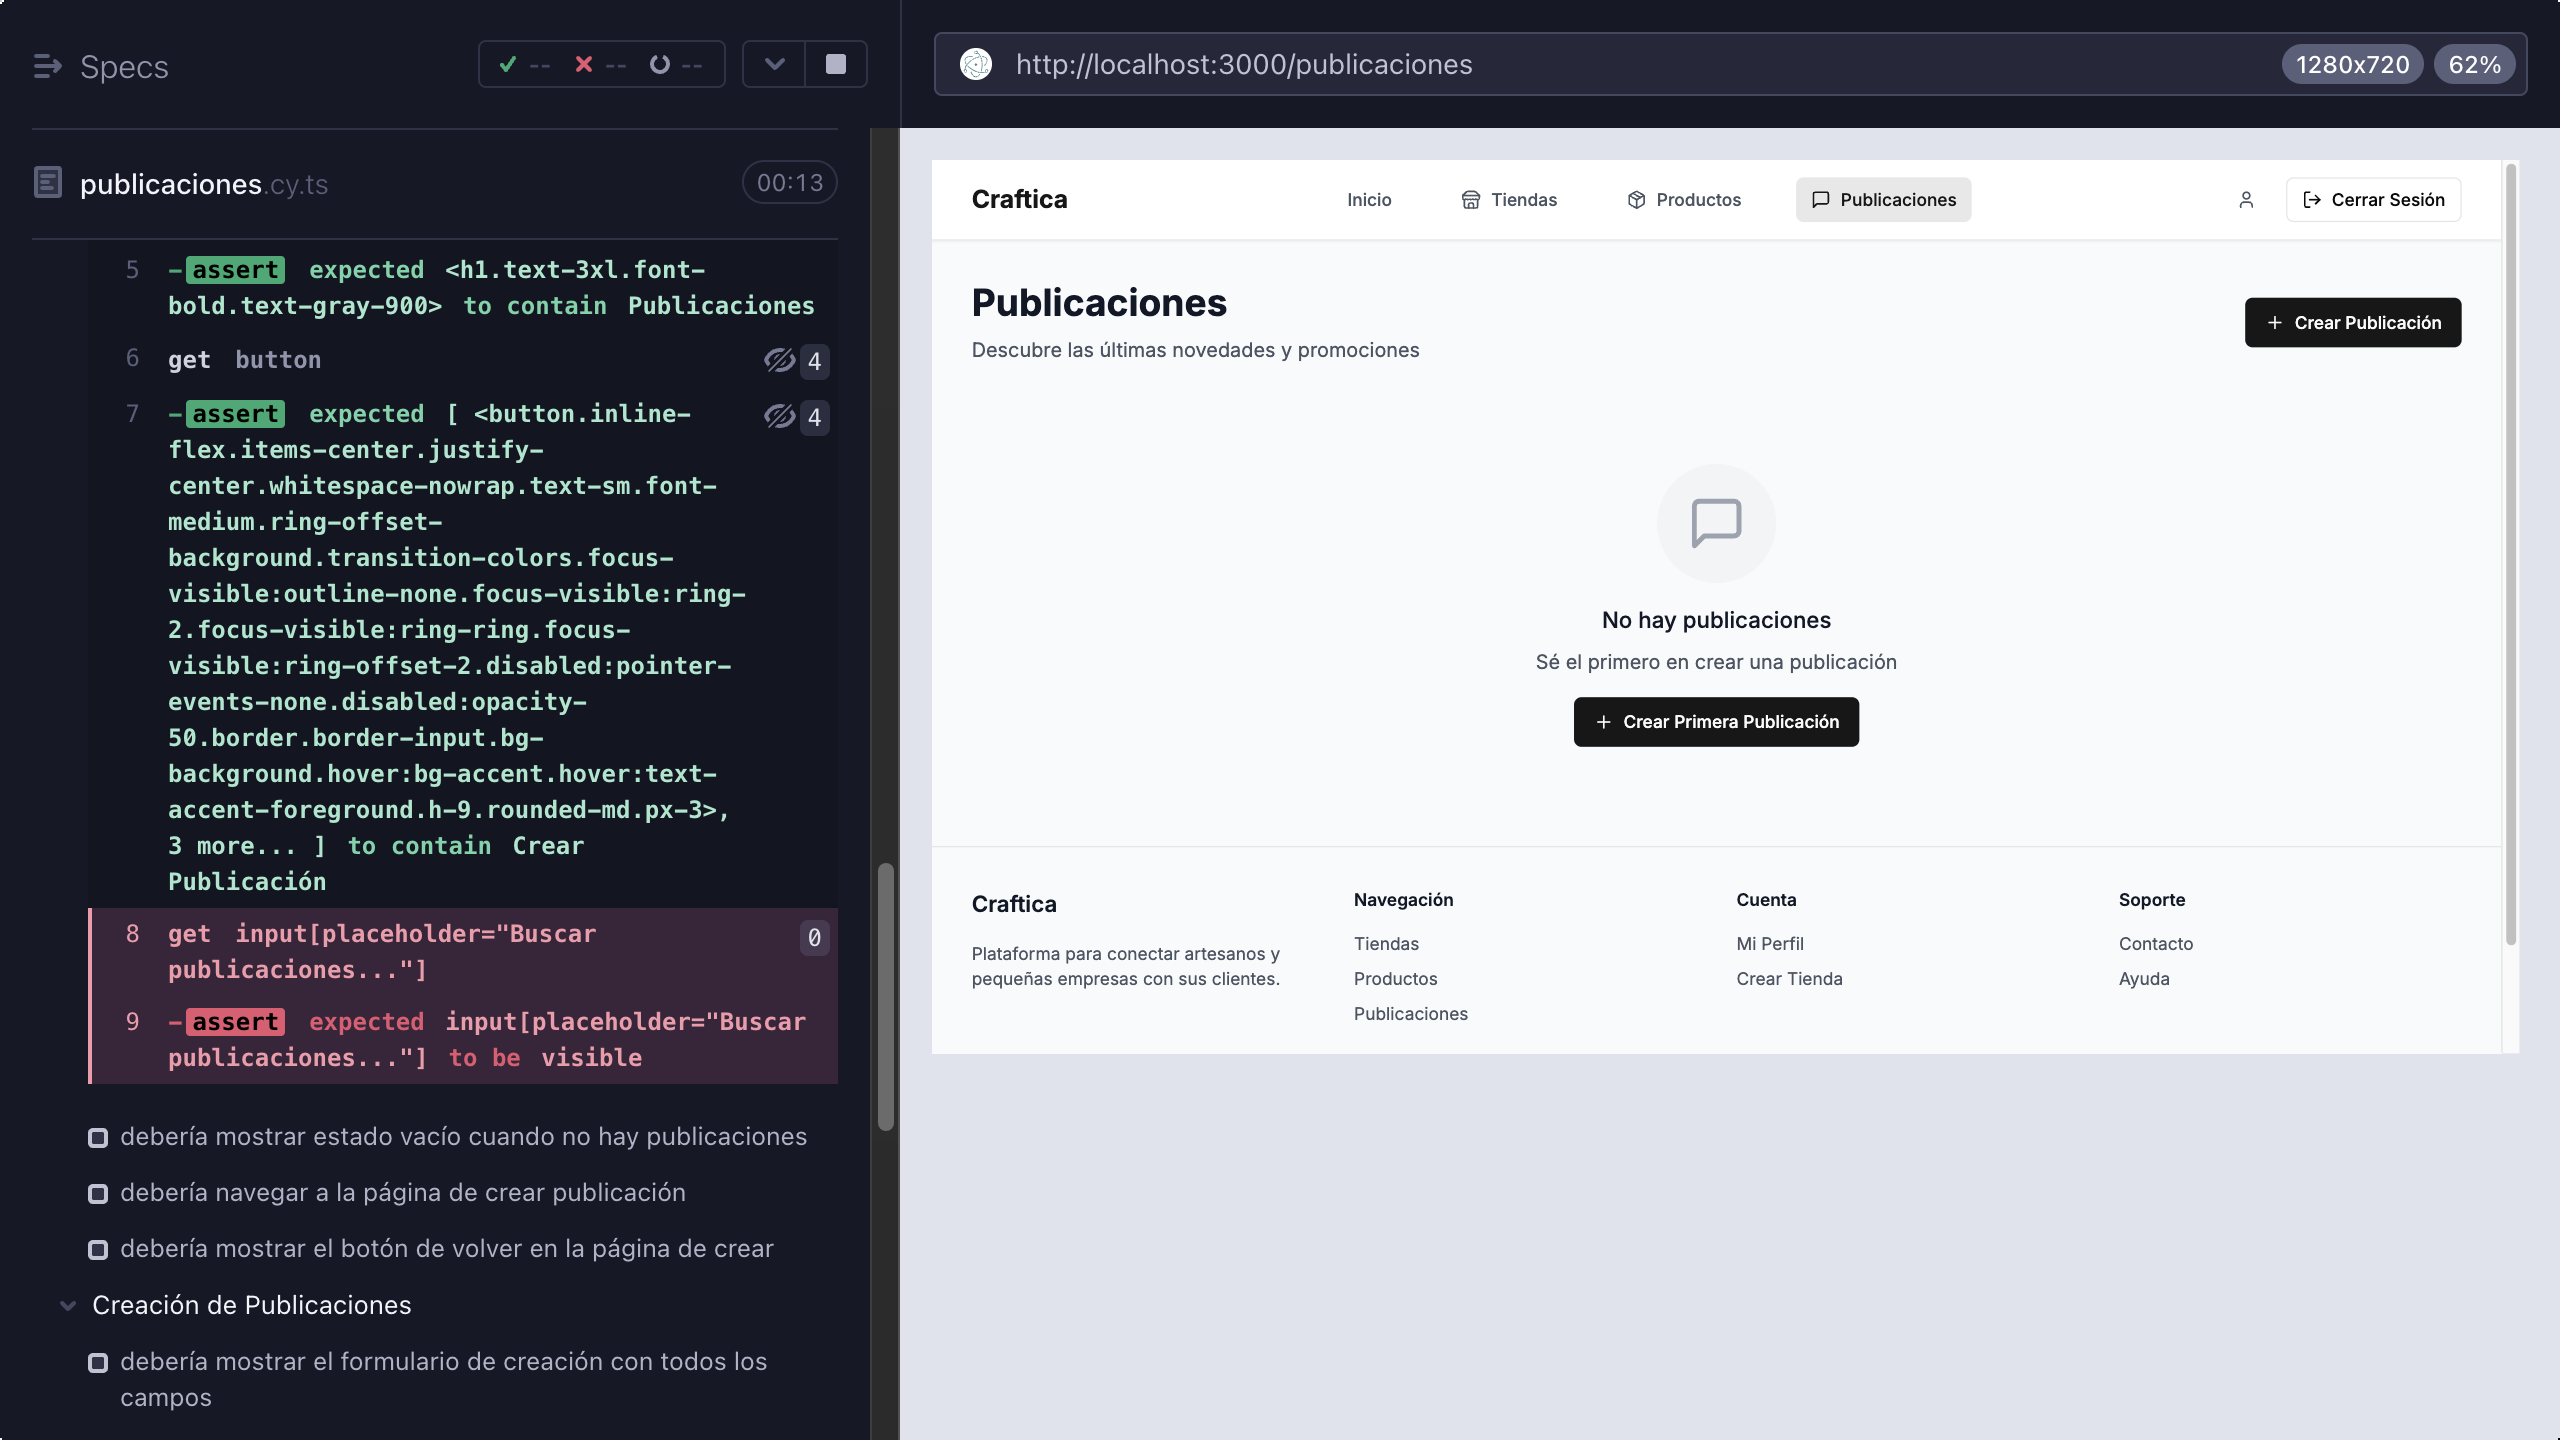 Specs
-- -- --
publicaciones.cy.ts
00:13
5 -assert expected <h1.text-3xl.font-
bold.text-gray-900> to contain Publicaciones
6 get button 4
7 -assert expected [ <button.inline- 4
flex.items-center.justify-
center.whitespace-nowrap.text-sm.font-
medium.ring-offset-
background.transition-colors.focus-
visible:outline-none.focus-visible:ring-
2.focus-visible:ring-ring.focus-
visible:ring-offset-2.disabled:pointer-
events-none.disabled:opacity-
50.border.border-input.bg-
background.hover:bg-accent.hover:text-
accent-foreground.h-9.rounded-md.px-3>,
3 more... ] to contain Crear
Publicación
8 get input[placeholder="Buscar 0
publicaciones..."]
9 -assert expected input[placeholder="Buscar
publicaciones..."] to be visible
debería mostrar estado vacío cuando no hay publicaciones
debería navegar a la página de crear publicación
debería mostrar el botón de volver en la página de crear
Creación de Publicaciones
debería mostrar el formulario de creación con todos los
campos
http://localhost:3000/publicaciones
1280x720
62%
Craftica
Inicio
Tiendas
Productos
Publicaciones
Cerrar Sesión
Publicaciones
Descubre las últimas novedades y promociones
Crear Publicación
No hay publicaciones
Sé el primero en crear una publicación
Crear Primera Publicación
Craftica
Plataforma para conectar artesanos y
pequeñas empresas con sus clientes.
Navegación
Tiendas
Productos
Publicaciones
Cuenta
Mi Perfil
Crear Tienda
Soporte
Contacto
Ayuda